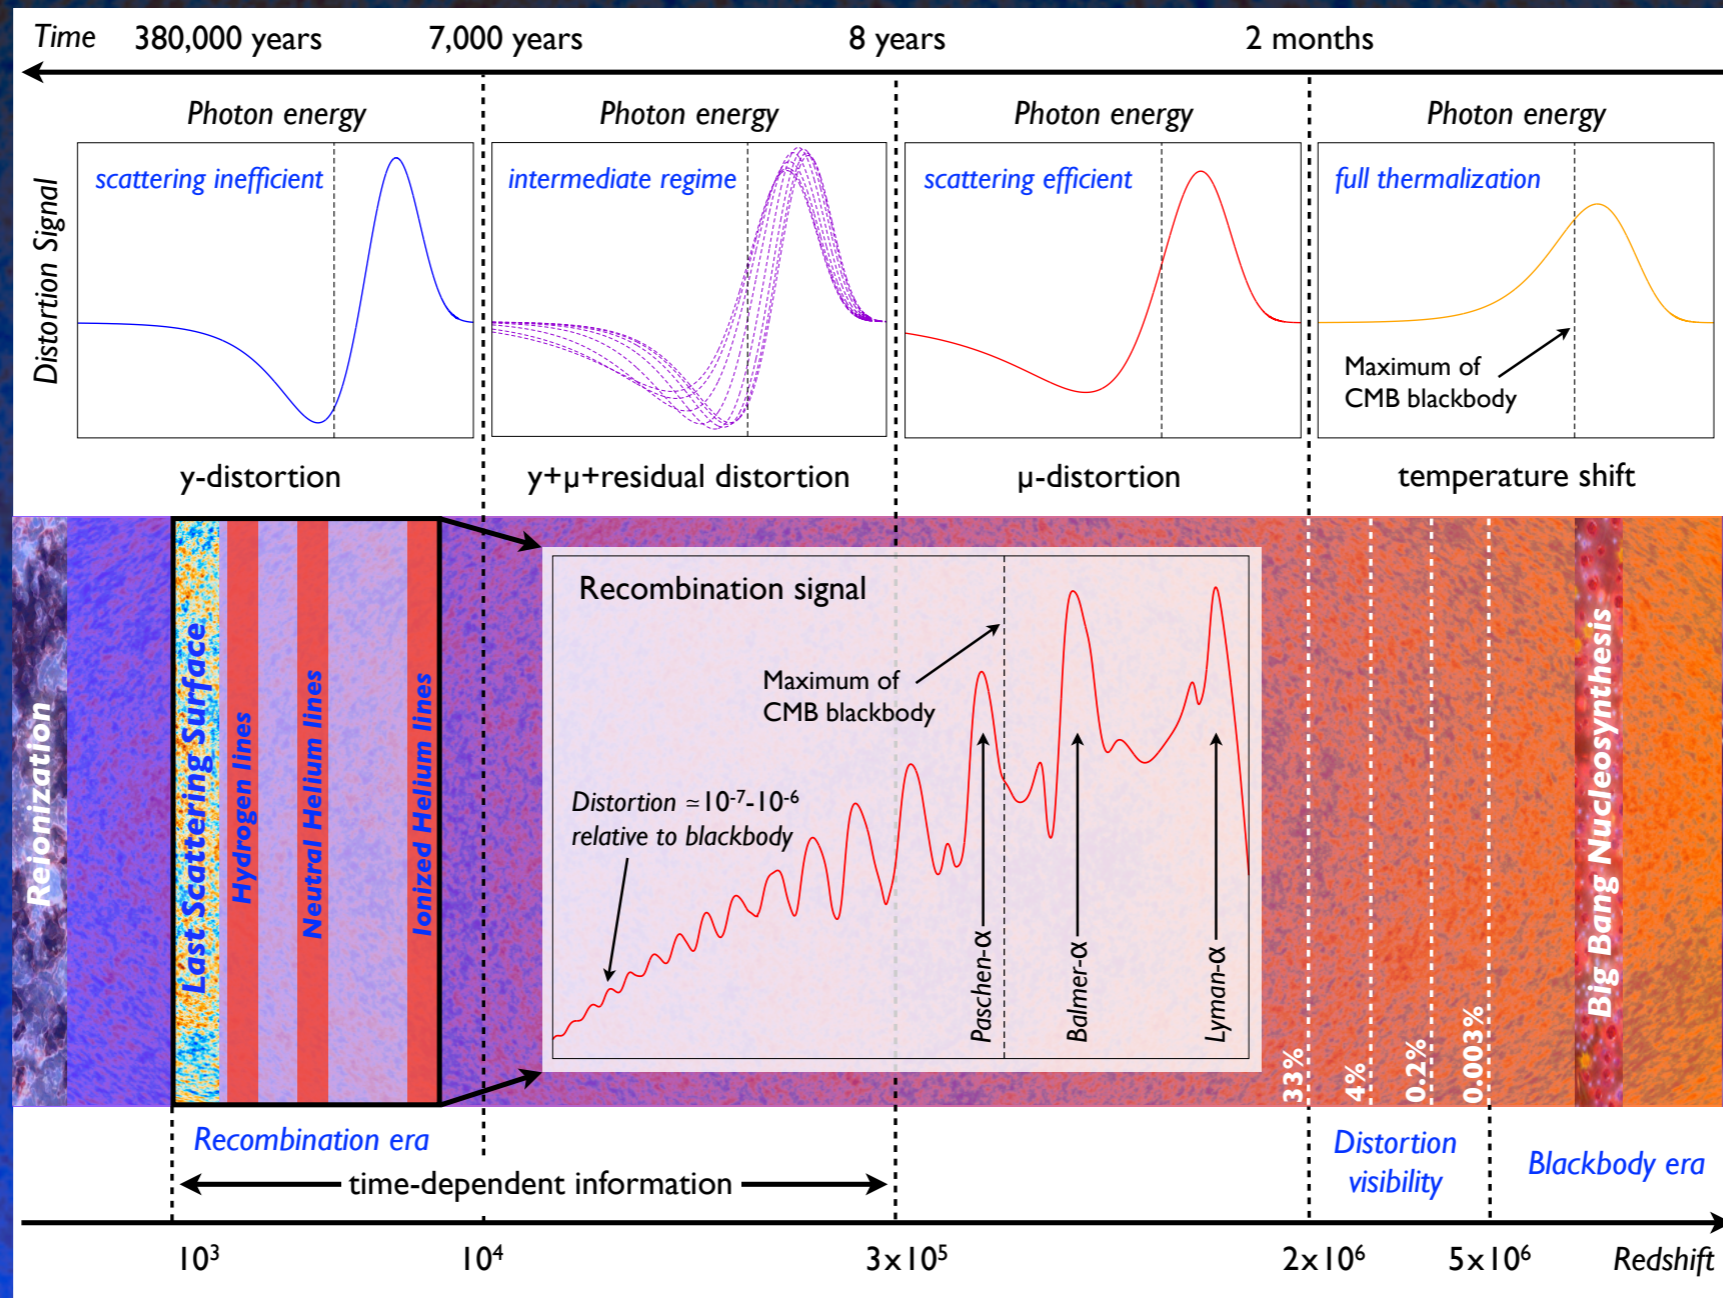 Time 380,000 years 7,000 years 8 years 2 months
Photon energy Photon energy Photon energy Photon energy
Distortion Signal
scattering inefficient
intermediate regime
scattering efficient
full thermalization
Maximum of
CMB blackbody
y-distortion
y+μ+residual distortion
μ-distortion
temperature shift
Reionization
Last Scattering Surface
Hydrogen lines
Neutral Helium lines
Ionized Helium lines
Recombination signal
Maximum of
CMB blackbody
Distortion ≃10⁻⁷-10⁻⁶
relative to blackbody
Paschen-α
Balmer-α
Lyman-α
33%
4%
0.2%
0.003%
Big Bang Nucleosynthesis
Recombination era
time-dependent information
Distortion
visibility
Blackbody era
10³ 10⁴ 3x10⁵ 2x10⁶ 5x10⁶ Redshift